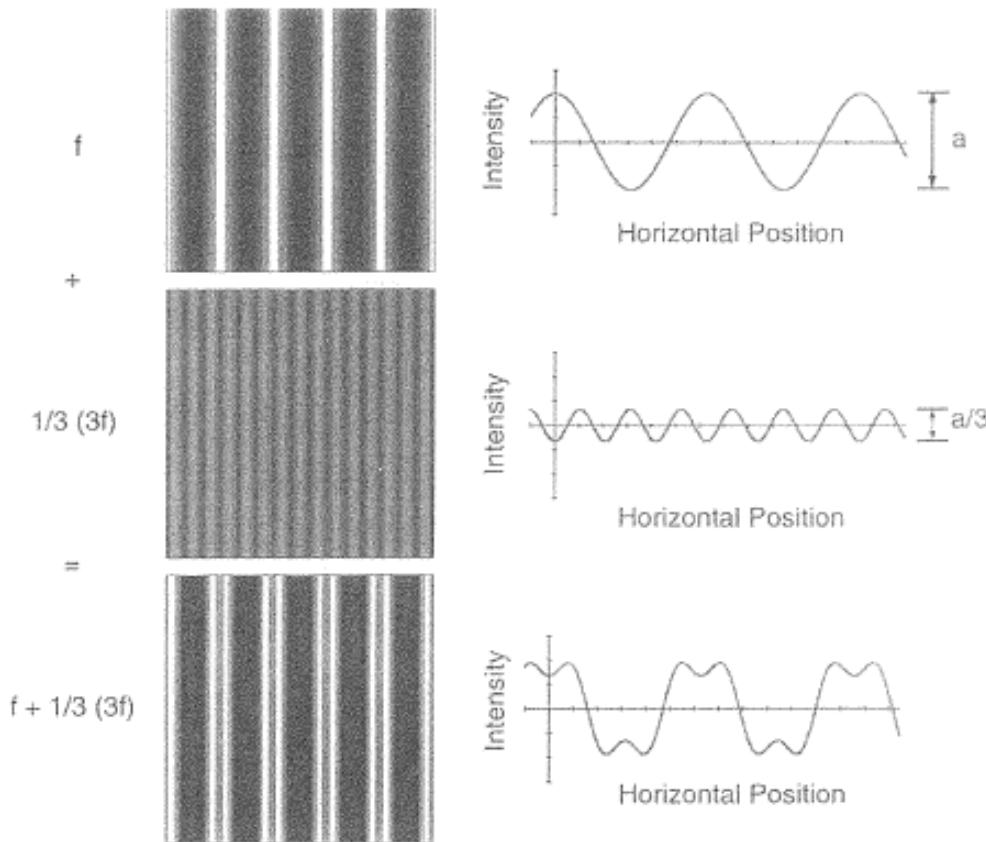 f
Intensity
a
Horizontal Position
+
1/3 (3f)
Intensity
a/3
Horizontal Position
=
f + 1/3 (3f)
Intensity
Horizontal Position